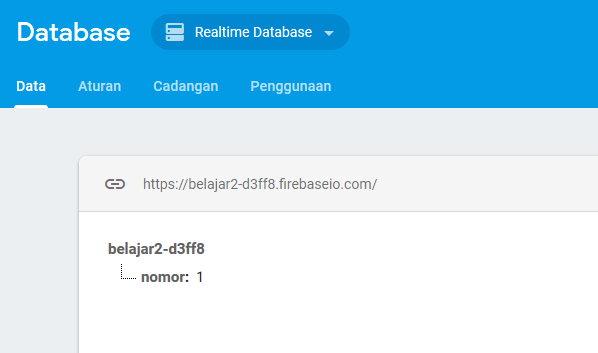 Database Realtime Database
Data Aturan Cadangan Penggunaan
https://belajar2-d3ff8.firebaseio.com/
belajar2-d3ff8
nomor: 1